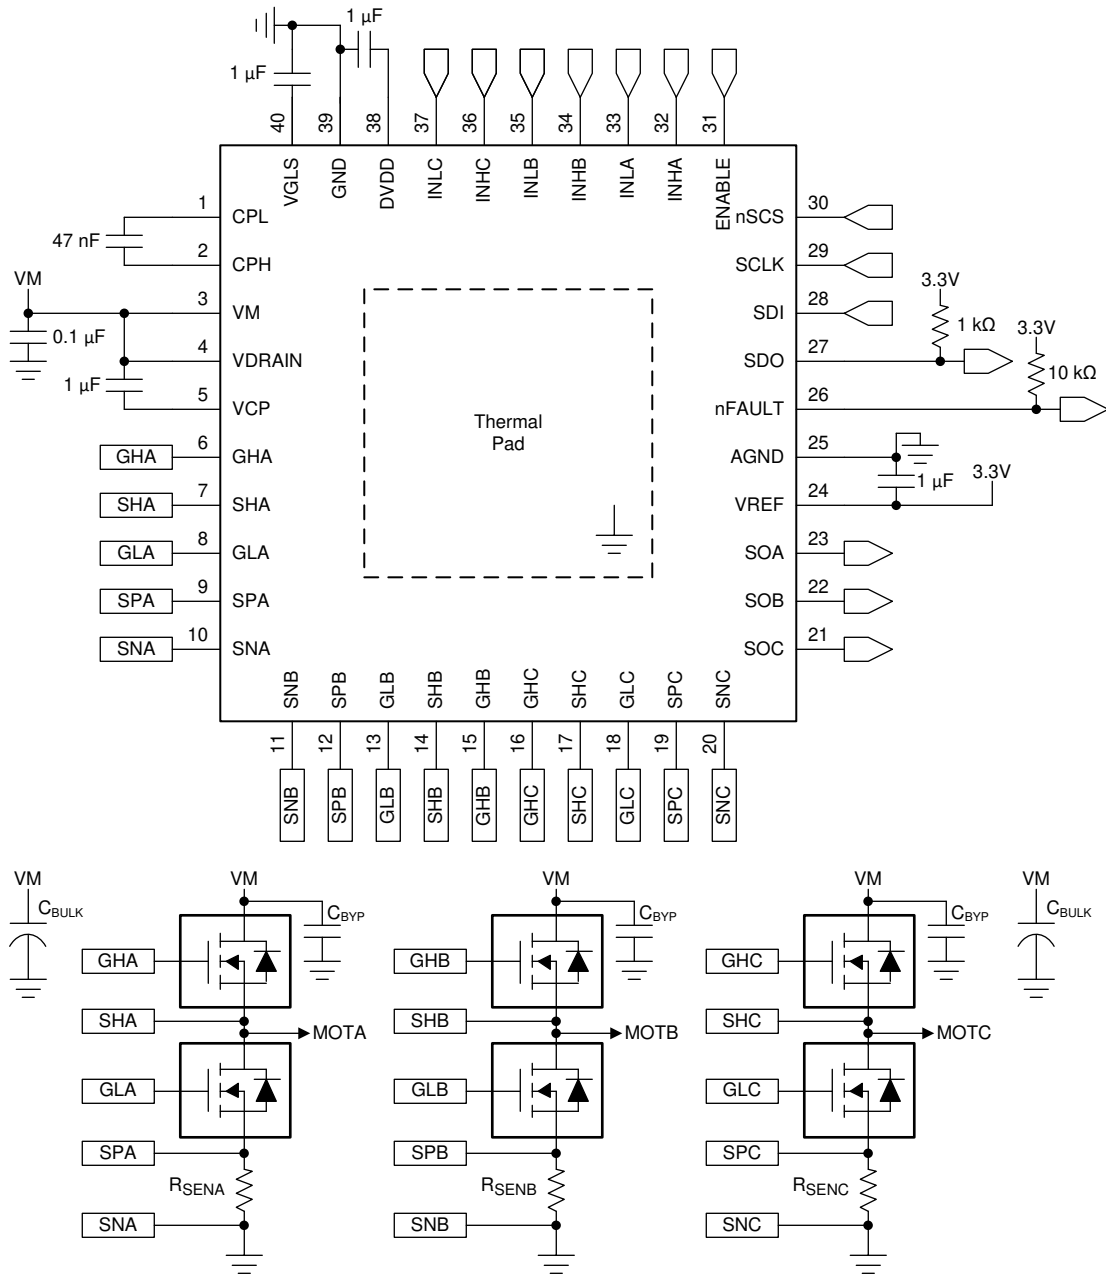 1 µF
1 µF
40
39
38
37
36
35
34
33
32
31
VGLS
GND
DVDD
INLC
INHC
INLB
INHB
INLA
INHA
ENABLE
1
CPL
47 nF
2
CPH
VM
3
VM
0.1 µF
4
VDRAIN
1 µF
5
VCP
GHA
6
GHA
SHA
7
SHA
GLA
8
GLA
SPA
9
SPA
SNA
10
SNA
Thermal
Pad
nSCS
30
SCLK
29
SDI
28
3.3V
1 kΩ
SDO
27
3.3V
10 kΩ
nFAULT
26
AGND
25
1 µF
3.3V
VREF
24
SOA
23
SOB
22
SOC
21
SNB
SPB
GLB
SHB
GHB
GHC
SHC
GLC
SPC
SNC
11
12
13
14
15
16
17
18
19
20
SNB
SPB
GLB
SHB
GHB
GHC
SHC
GLC
SPC
SNC
VM
CBULK
VM
CBYP
GHA
SHA
MOTA
GLA
SPA
RSENA
SNA
VM
CBYP
GHB
SHB
MOTB
GLB
SPB
RSENB
SNB
VM
CBYP
GHC
SHC
MOTC
GLC
SPC
RSENC
SNC
VM
CBULK